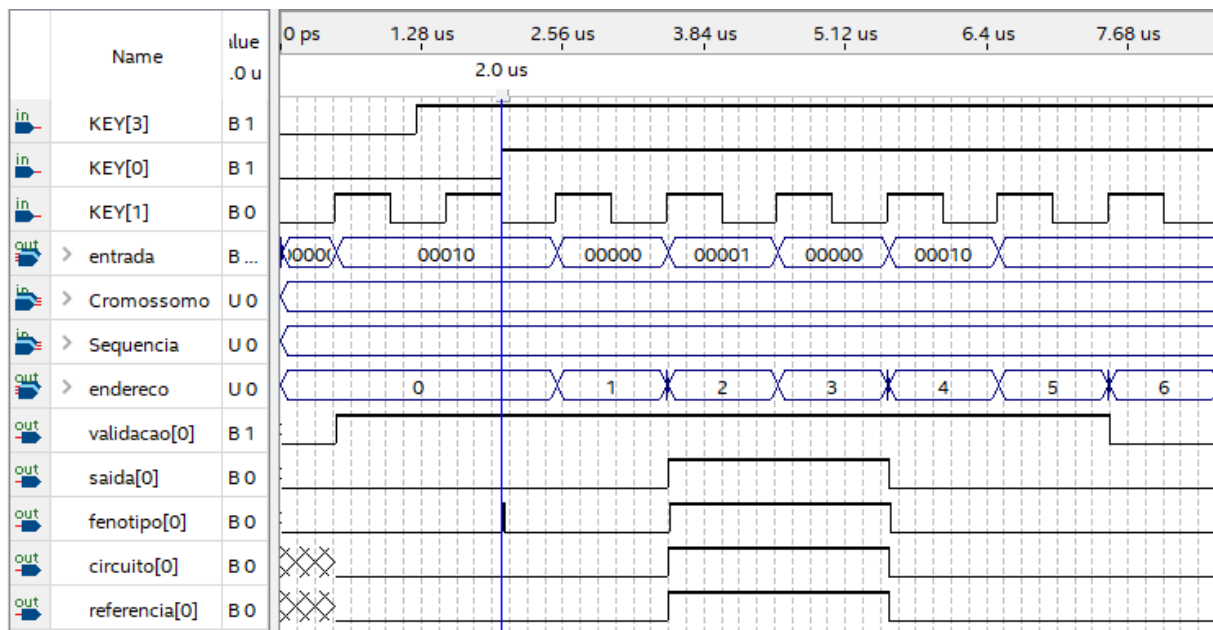 Name
0 ps 1.28 us 2.56 us 3.84 us 5.12 us 6.4 us 7.68 us
.0 u
2.0 us
in KEY[3] B 1
in KEY[0] B 1
in KEY[1] B 0
out > entrada B ... 00010 00000 00001 00000 00010
in > Cromossomo U 0
in > Sequencia U 0
out > endereco U 0 0 1 2 3 4 5 6
out validacao[0] B 1
out saida[0] B 0
out fenotipo[0] B 0
out circuito[0] B 0
out referencia[0] B 0